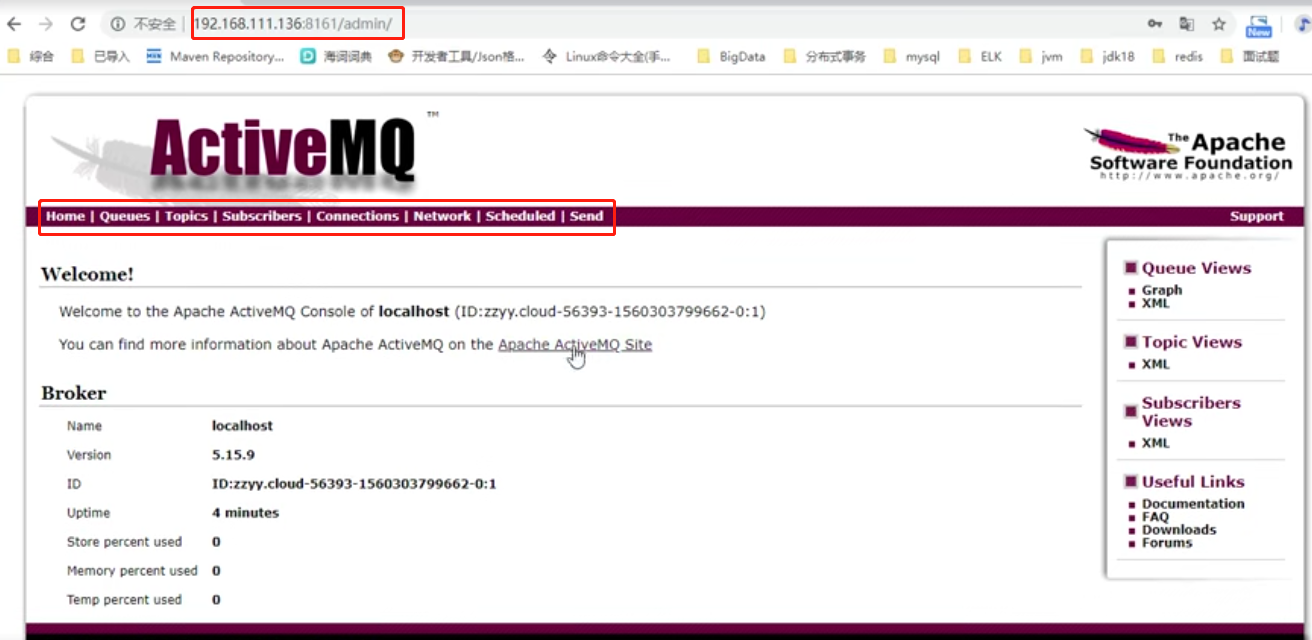 不安全 | 192.168.111.136:8161/admin/
New
综合 已导入 Maven Repository... 海词词典 开发者工具/Json格... Linux命令大全(手... BigData 分布式事务 mysql ELK jvm jdk18 redis 面试题
ActiveMQ™
The Apache
Software Foundation
http://www.apache.org/
Home | Queues | Topics | Subscribers | Connections | Network | Scheduled | Send
Support
Welcome!
Welcome to the Apache ActiveMQ Console of localhost (ID:zzyy.cloud-56393-1560303799662-0:1)
You can find more information about Apache ActiveMQ on the Apache ActiveMQ Site
Broker
Name localhost
Version 5.15.9
ID ID:zzyy.cloud-56393-1560303799662-0:1
Uptime 4 minutes
Store percent used 0
Memory percent used 0
Temp percent used 0
Queue Views
Graph
XML
Topic Views
XML
Subscribers
Views
XML
Useful Links
Documentation
FAQ
Downloads
Forums